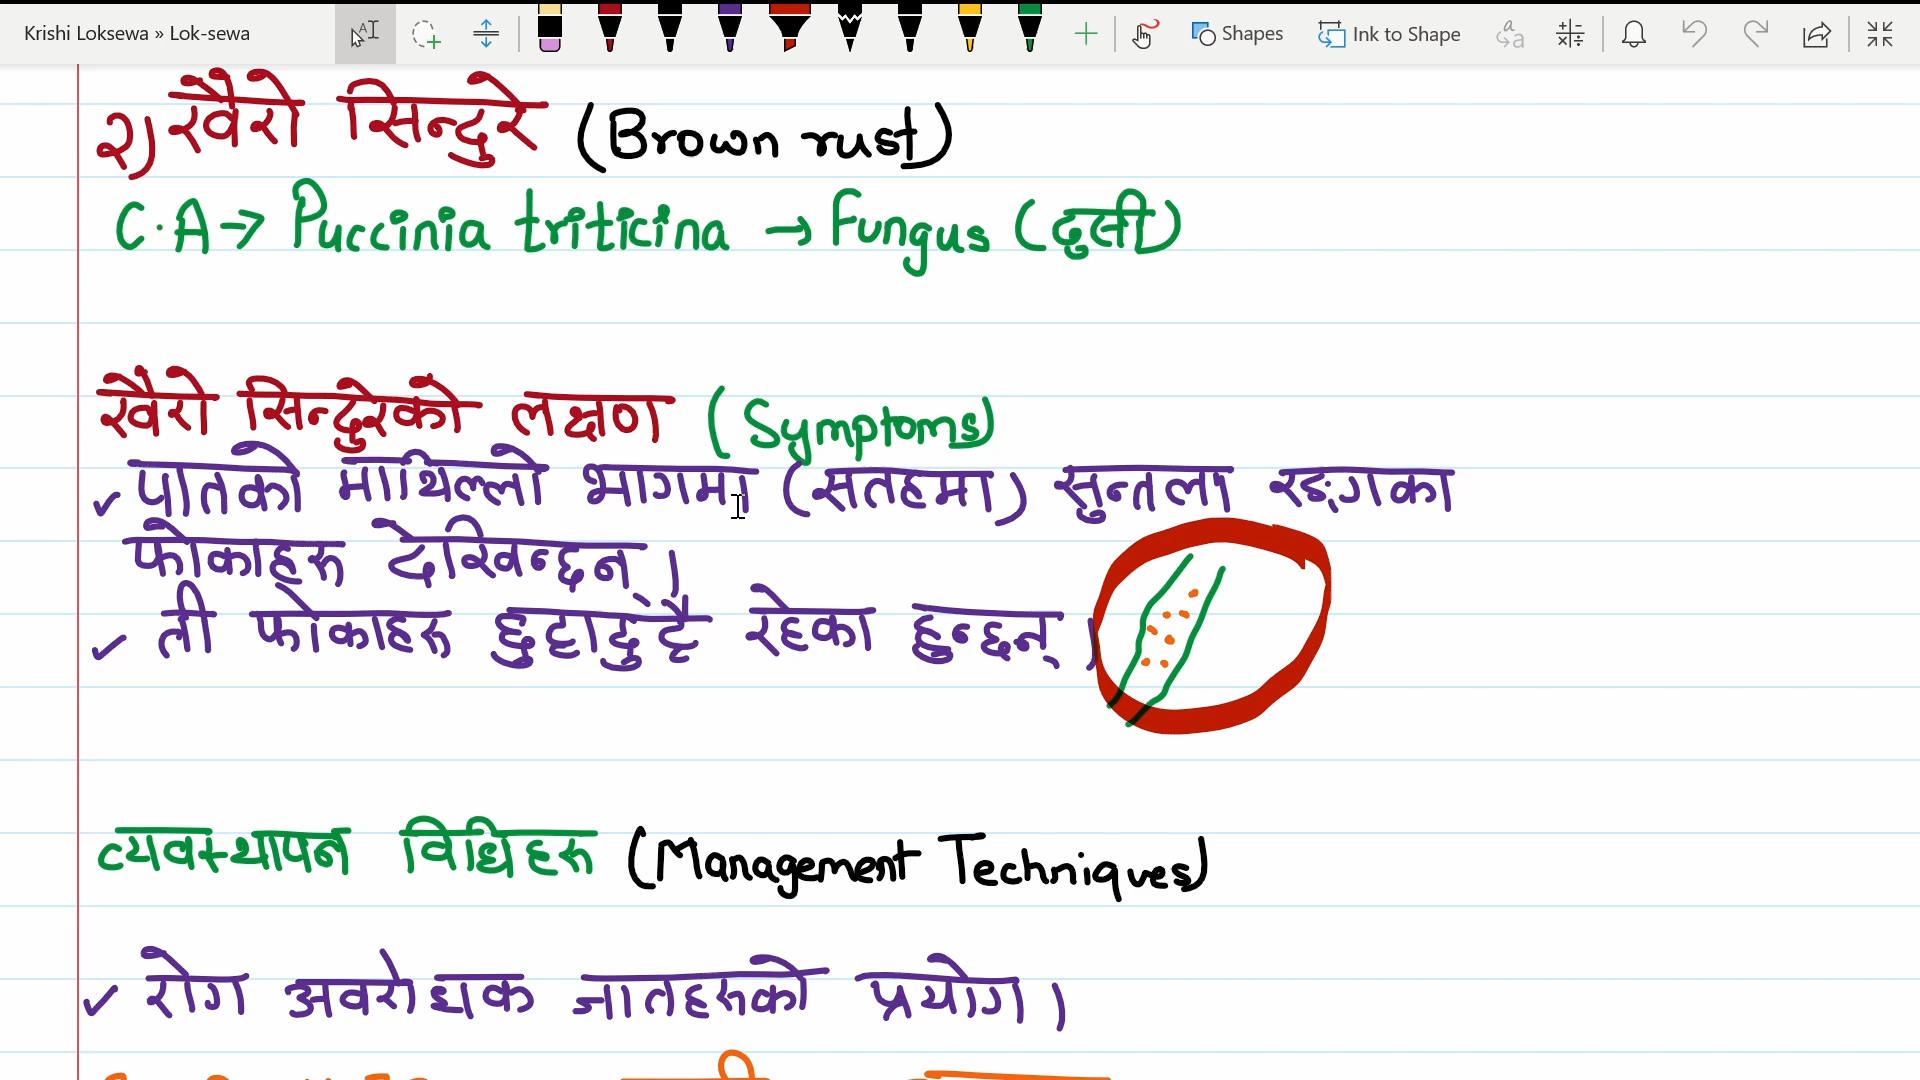 Krishi Loksewa » Lok-sewa
Shapes
Ink to Shape
२) खैरो सिन्दुरे (Brown rust)
C.A → Puccinia triticina → Fungus (ढुसी)
खैरो सिन्दुरेको लक्षण (Symptoms)
✓ पातको माथिल्लो भागमा (सतहमा) सुन्तला रङ्गका
फोकाहरु देखिन्छन् ।
✓ ती फोकाहरु छुट्टाछुट्टै रहेका हुन्छन् ।
व्यवस्थापन विधिहरु (Management Techniques)
✓ रोग अवरोधक जातहरुको प्रयोग ।